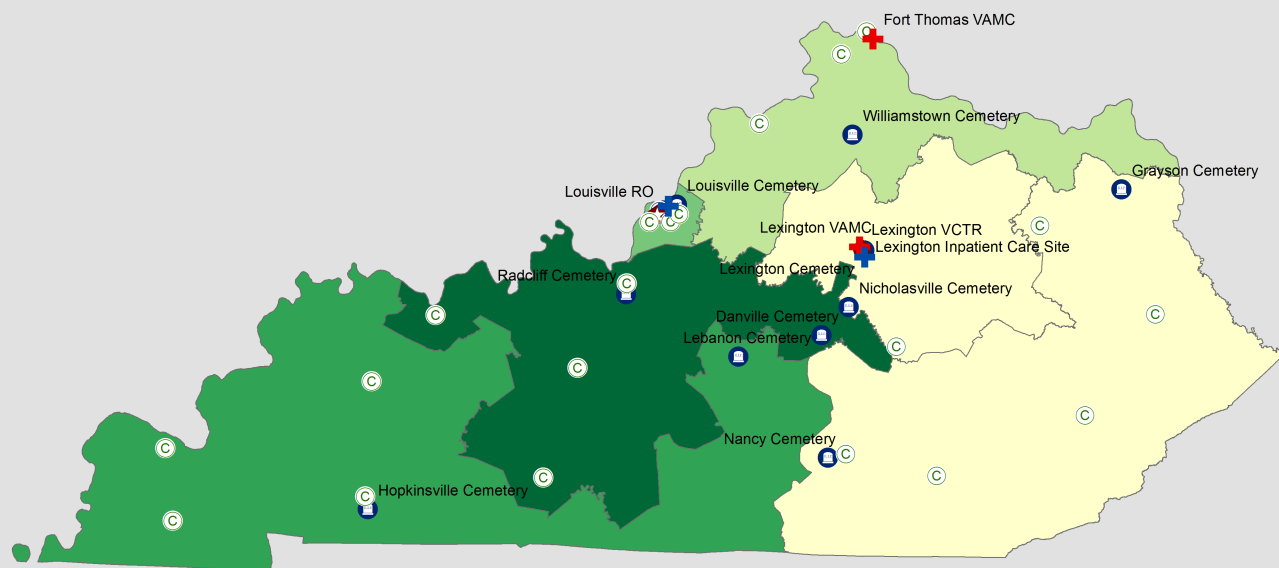 Fort Thomas VAMC
C
C
Williamstown Cemetery
C
Grayson Cemetery
Louisville RO
Louisville Cemetery
C
C
C
C
Lexington VAMC
Lexington VCTR
Lexington Inpatient Care Site
Radcliff Cemetery
Lexington Cemetery
C
Nicholasville Cemetery
C
C
Danville Cemetery
Lebanon Cemetery
C
C
C
C
Nancy Cemetery
C
C
C
C
Hopkinsville Cemetery
C
C